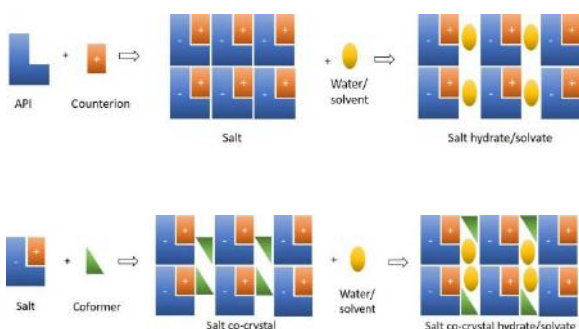 +
+
API
Counterion
Salt
Water/
solvent
Salt hydrate/solvate
+
+
Salt
Coformer
Salt co-crystal
Water/
solvent
Salt co-crystal hydrate/solvate